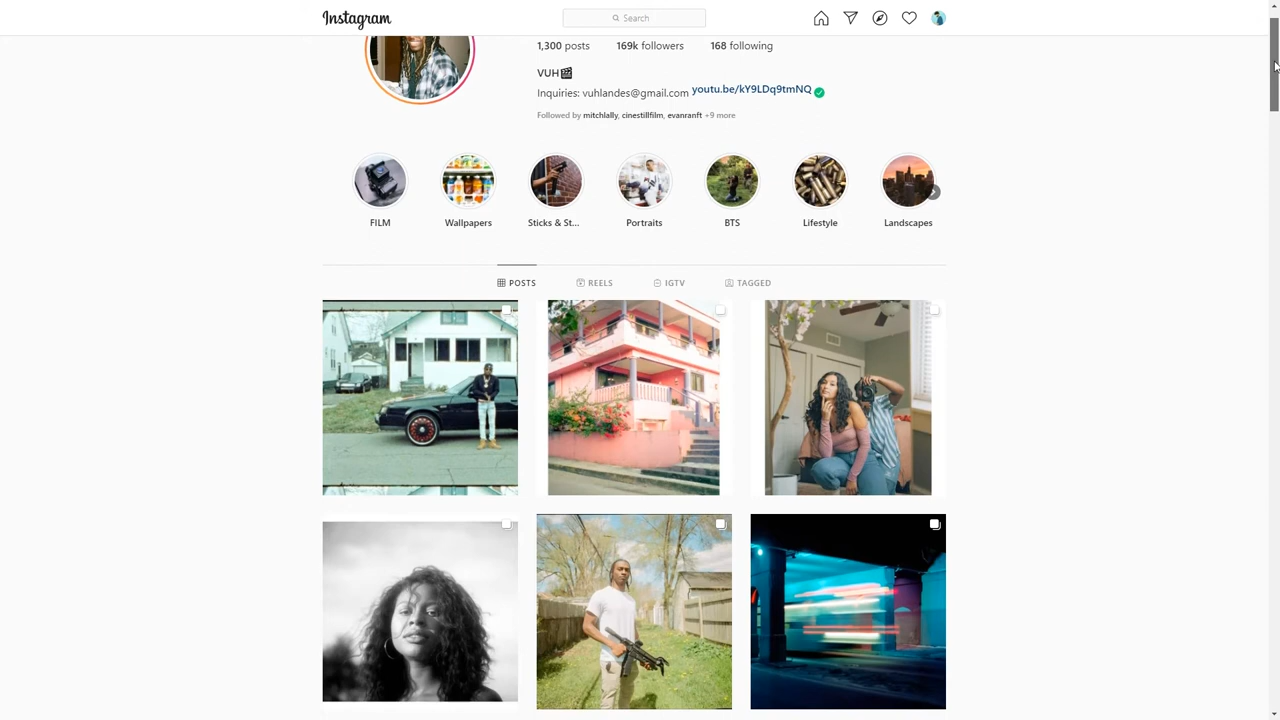 Instagram
Search
1,300 posts 169k followers 168 following
VUH
Inquiries: vuhlandes@gmail.com youtu.be/kY9LDq9tmNQ
Followed by mitchlally, cinestillfilm, evanranft +9 more
FILM Wallpapers Sticks & St... Portraits BTS Lifestyle Landscapes
POSTS REELS IGTV TAGGED